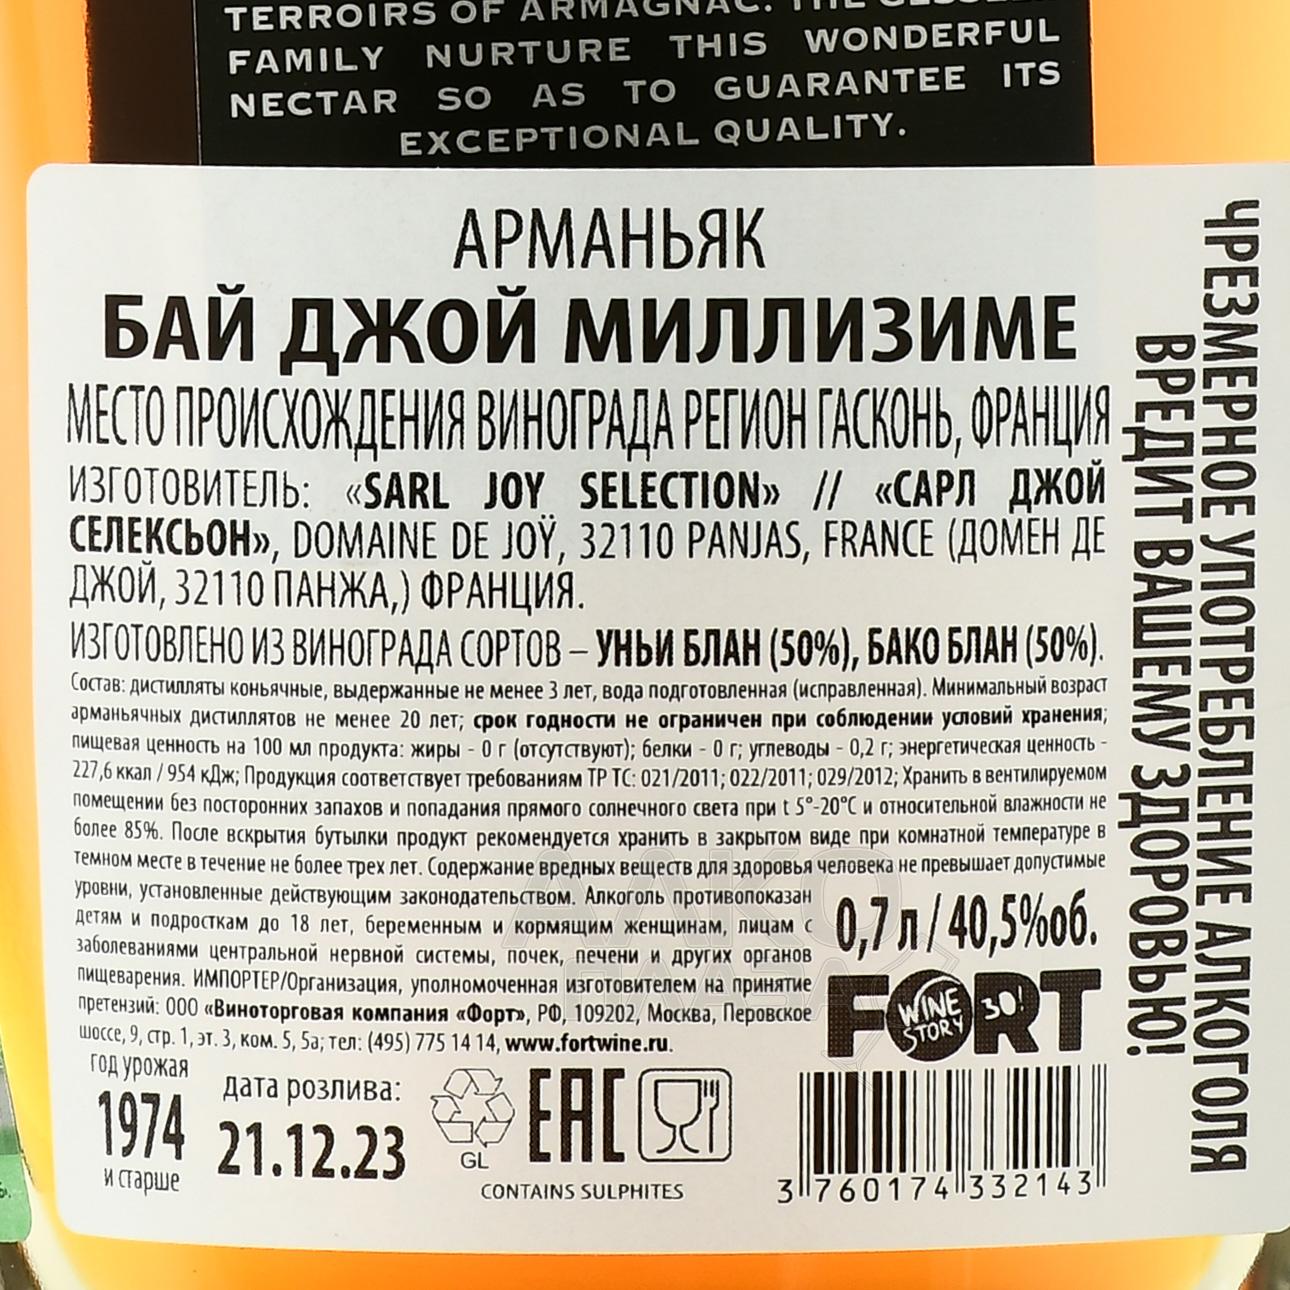 TERROIRS OF ARMAGNAC. THE
FAMILY NURTURE THIS WONDERFUL
NECTAR SO AS TO GUARANTEE ITS
EXCEPTIONAL QUALITY.
АРМАНЬЯК
БАЙ ДЖОЙ МИЛЛИЗИМЕ
МЕСТО ПРОИСХОЖДЕНИЯ ВИНОГРАДА РЕГИОН ГАСКОНЬ, ФРАНЦИЯ
ИЗГОТОВИТЕЛЬ: «SARL JOY SELECTION» // «САРЛ ДЖОЙ
СЕЛЕКСЬОН», DOMAINE DE JOŸ, 32110 PANJAS, FRANCE (ДОМЕН ДЕ
ДЖОЙ, 32110 ПАНЖА,) ФРАНЦИЯ.
ИЗГОТОВЛЕНО ИЗ ВИНОГРАДА СОРТОВ – УНЬИ БЛАН (50%), БАКО БЛАН (50%).
Состав: дистилляты коньячные, выдержанные не менее 3 лет, вода подготовленная (исправленная). Минимальный возраст
арманьячных дистиллятов не менее 20 лет; срок годности не ограничен при соблюдении условий хранения;
пищевая ценность на 100 мл продукта: жиры - 0 г (отсутствуют); белки - 0 г; углеводы - 0,2 г; энергетическая ценность -
227,6 ккал / 954 кДж; Продукция соответствует требованиям ТР ТС: 021/2011; 022/2011; 029/2012; Хранить в вентилируемом
помещении без посторонних запахов и попадания прямого солнечного света при t 5°-20°C и относительной влажности не
более 85%. После вскрытия бутылки продукт рекомендуется хранить в закрытом виде при комнатной температуре в
темном месте в течение не более трех лет. Содержание вредных веществ для здоровья человека не превышает допустимые
уровни, установленные действующим законодательством. Алкоголь противопоказан
детям и подросткам до 18 лет, беременным и кормящим женщинам, лицам с
заболеваниями центральной нервной системы, почек, печени и других органов
пищеварения. ИМПОРТЕР/Организация, уполномоченная изготовителем на принятие
претензий: ООО «Виноторговая компания «Форт», РФ, 109202, Москва, Перовское
шоссе, 9, стр. 1, эт. 3, ком. 5, 5а; тел: (495) 775 14 14, www.fortwine.ru.
0,7 л / 40,5%об.
FORT
WINE STORY 30!
год урожая
1974
и старше
дата розлива:
21.12.23
GL
EAC
CONTAINS SULPHITES
3 760174 332143
ЧРЕЗМЕРНОЕ УПОТРЕБЛЕНИЕ АЛКОГОЛЯ
ВРЕДИТ ВАШЕМУ ЗДОРОВЬЮ!
АЛКО
ПЛАЗА